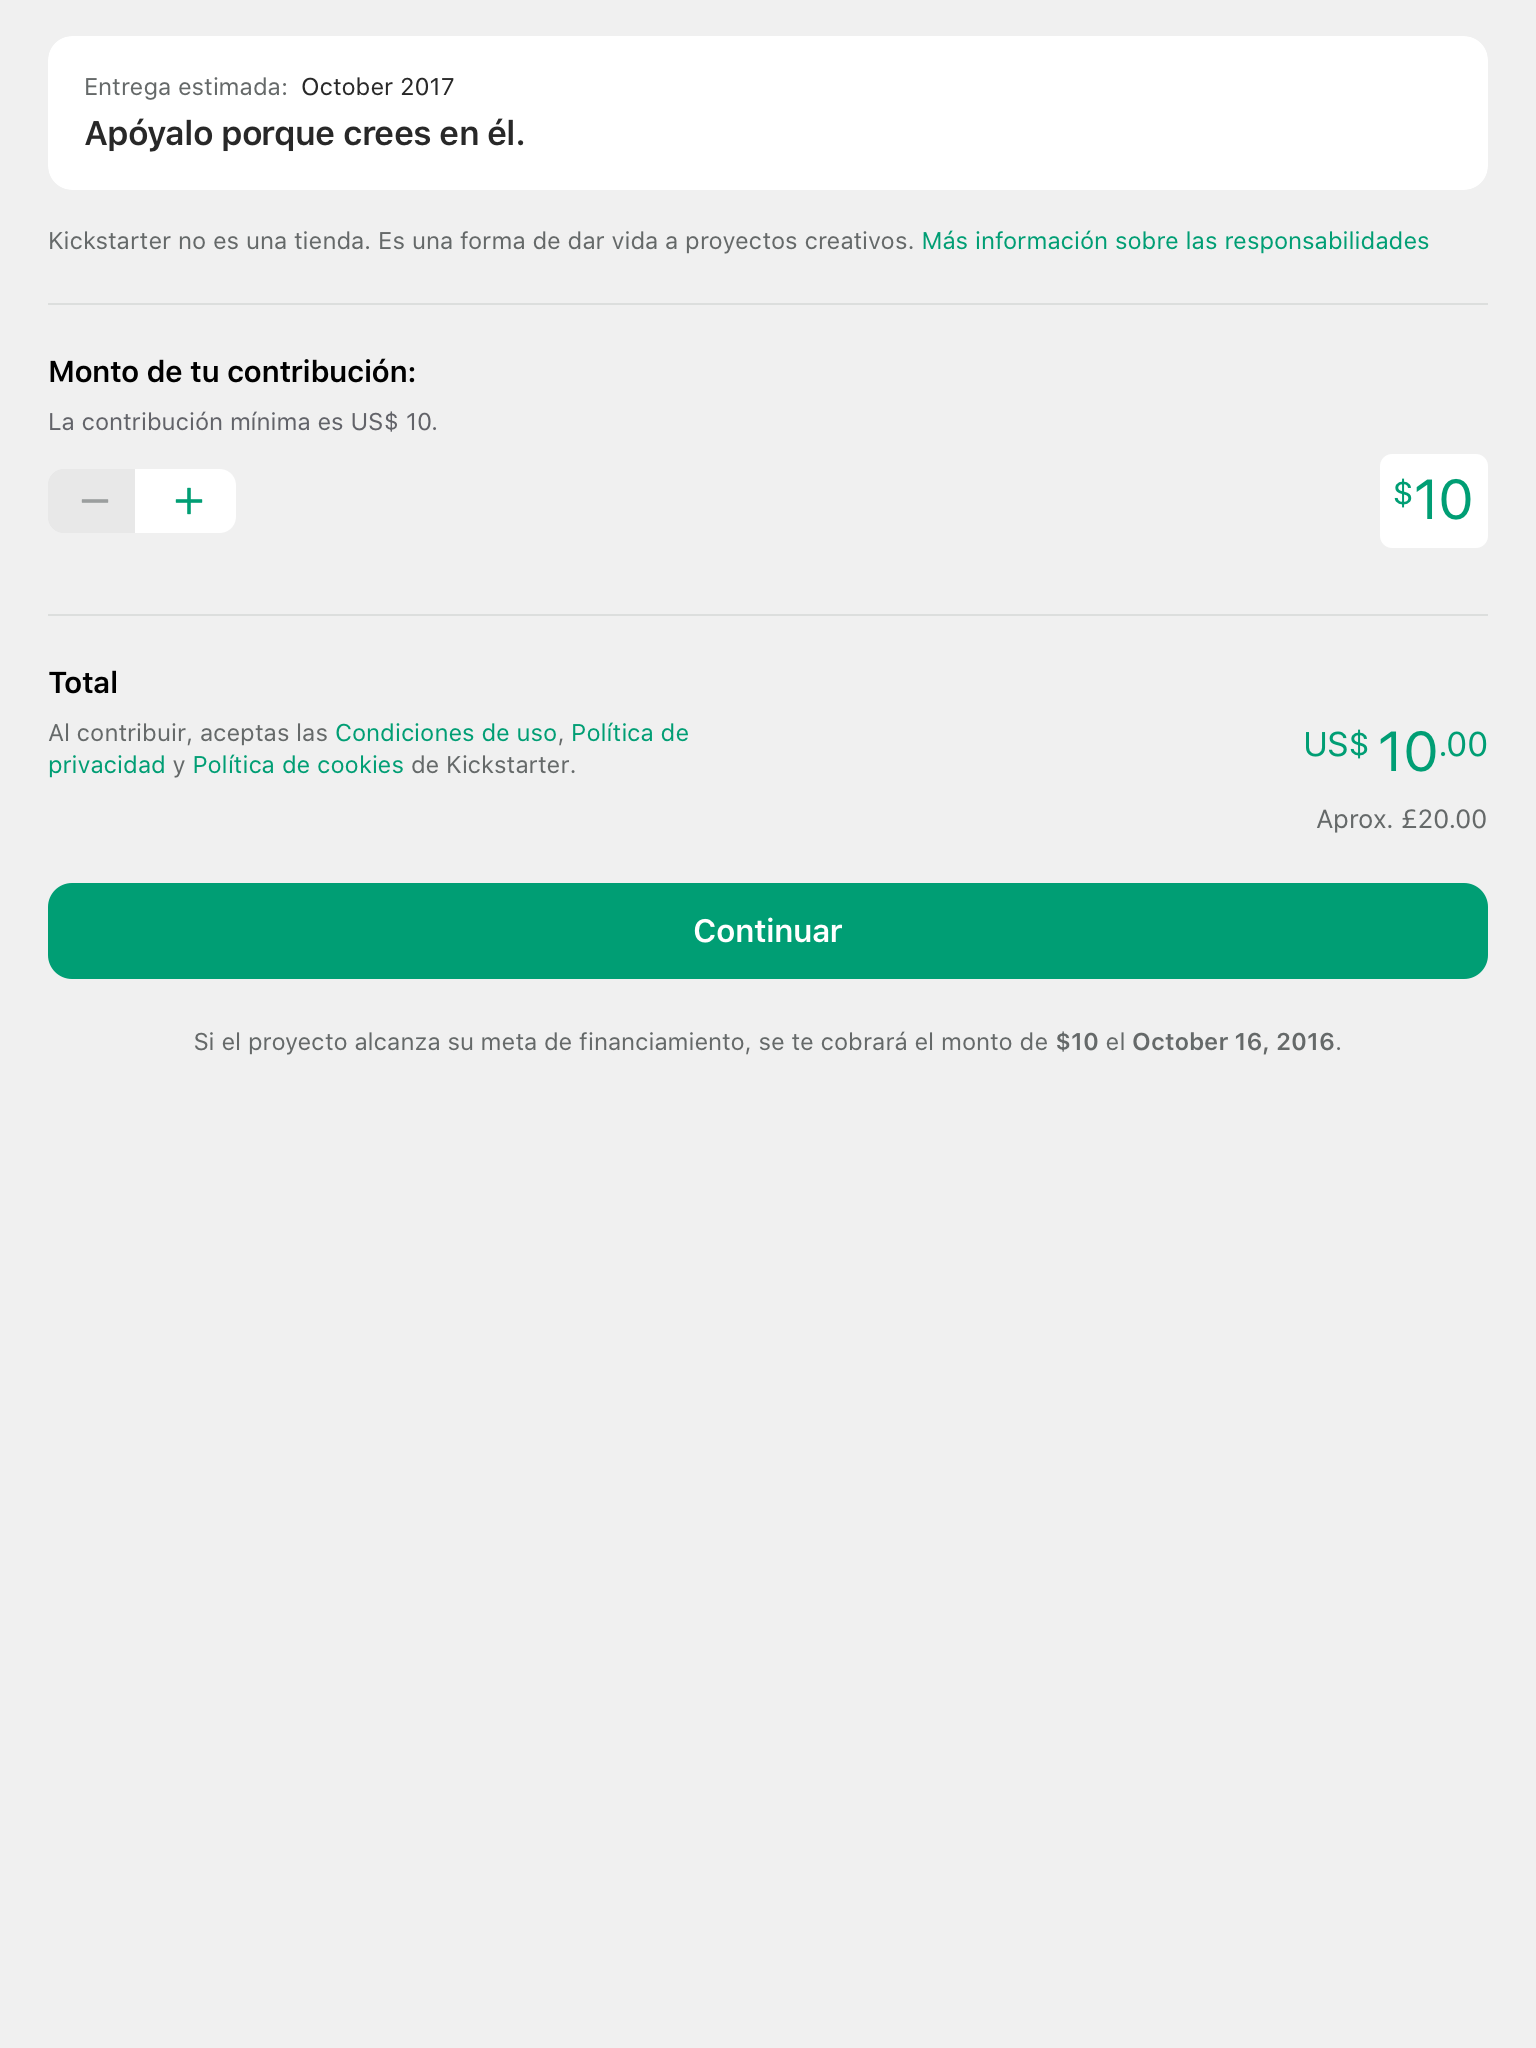 Entrega estimada: October 2017
Apóyalo porque crees en él.
Kickstarter no es una tienda. Es una forma de dar vida a proyectos creativos. Más información sobre las responsabilidades
Monto de tu contribución:
La contribución mínima es US$ 10.
− +
$10
Total
Al contribuir, aceptas las Condiciones de uso, Política de
privacidad y Política de cookies de Kickstarter.
US$ 10.00
Aprox. £20.00
Continuar
Si el proyecto alcanza su meta de financiamiento, se te cobrará el monto de $10 el October 16, 2016.